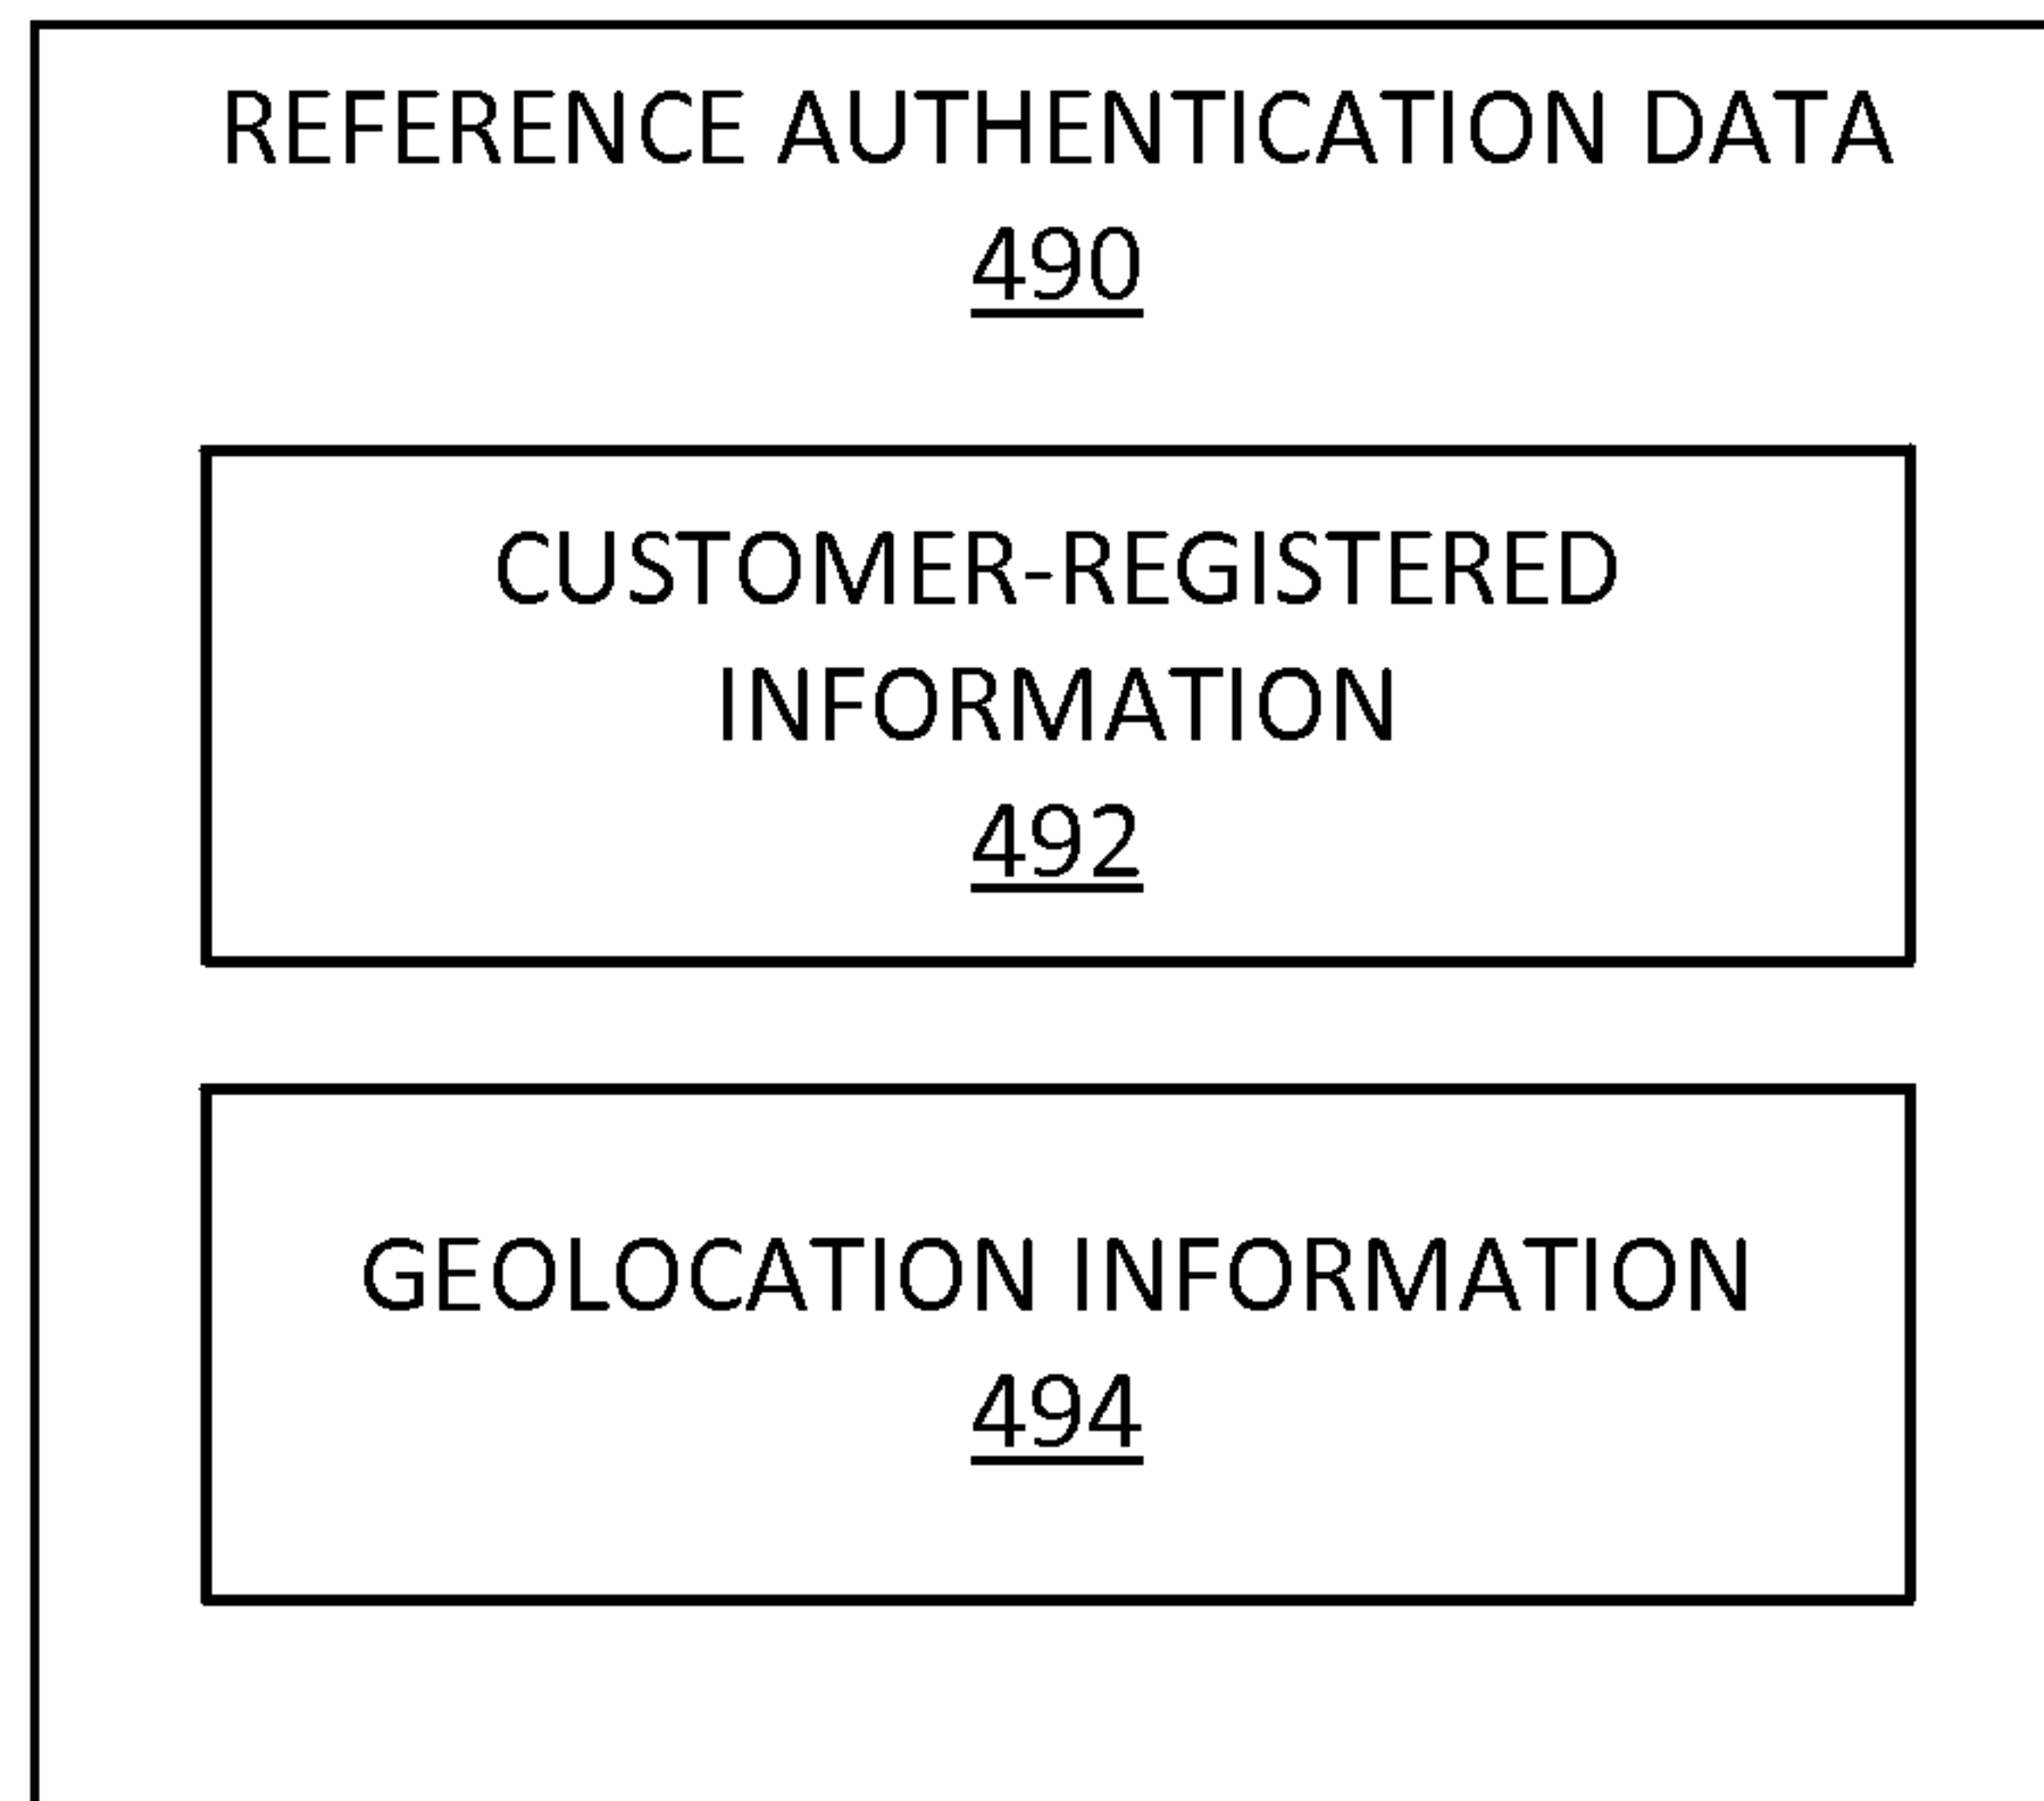 REFERENCE AUTHENTICATION DATA
490
CUSTOMER-REGISTERED
INFORMATION
492
GEOLOCATION INFORMATION
494